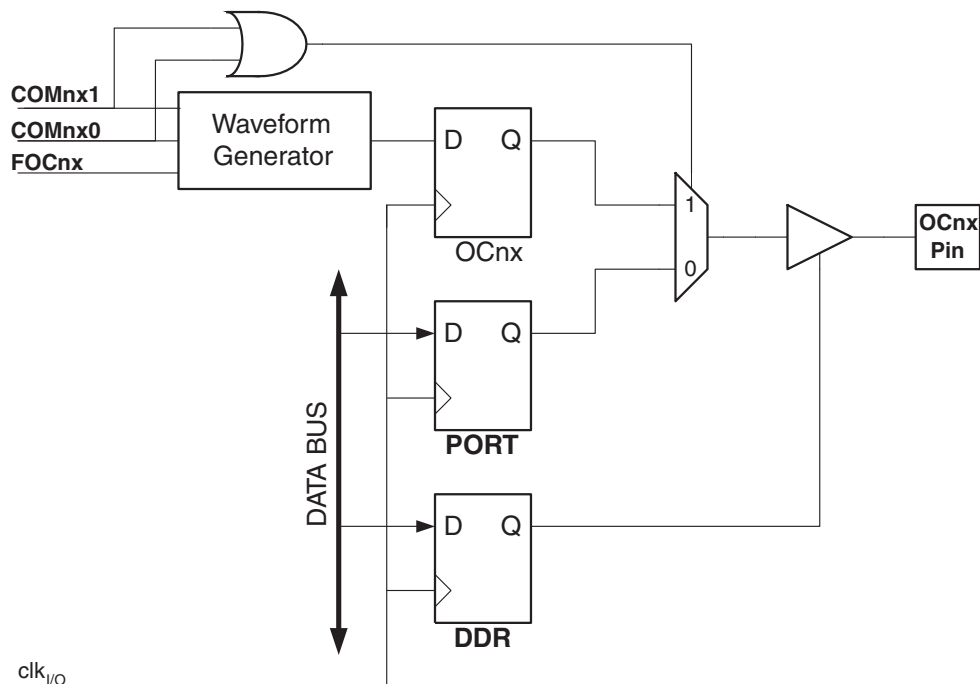 COMnx1
COMnx0
FOCnx
Waveform
Generator
D Q
OCnx
1
0
OCnx
Pin
D Q
PORT
DATA BUS
D Q
DDR
clkI/O